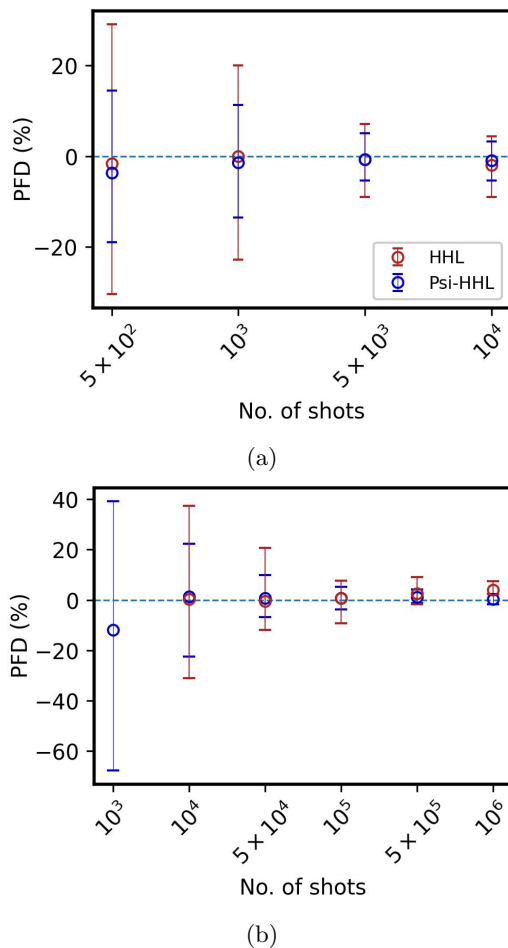 20
0
−20
PFD (%)
HHL
Psi-HHL
5 × 10²
10³
5 × 10³
10⁴
No. of shots
(a)
40
20
0
−20
−40
−60
PFD (%)
10³
10⁴
5 × 10⁴
10⁵
5 × 10⁵
10⁶
No. of shots
(b)